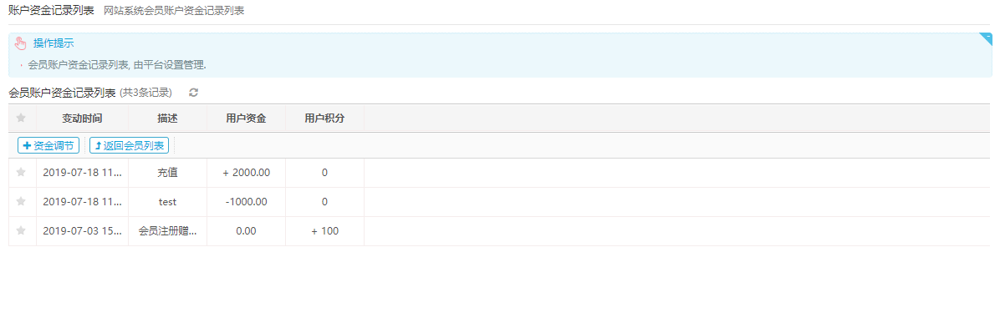 账户资金记录列表 网站系统会员账户资金记录列表
操作提示
· 会员账户资金记录列表, 由平台设置管理.
会员账户资金记录列表 (共3条记录)
变动时间 描述 用户资金 用户积分
资金调节 返回会员列表
2019-07-18 11... 充值 + 2000.00 0
2019-07-18 11... test -1000.00 0
2019-07-03 15... 会员注册赠... 0.00 + 100